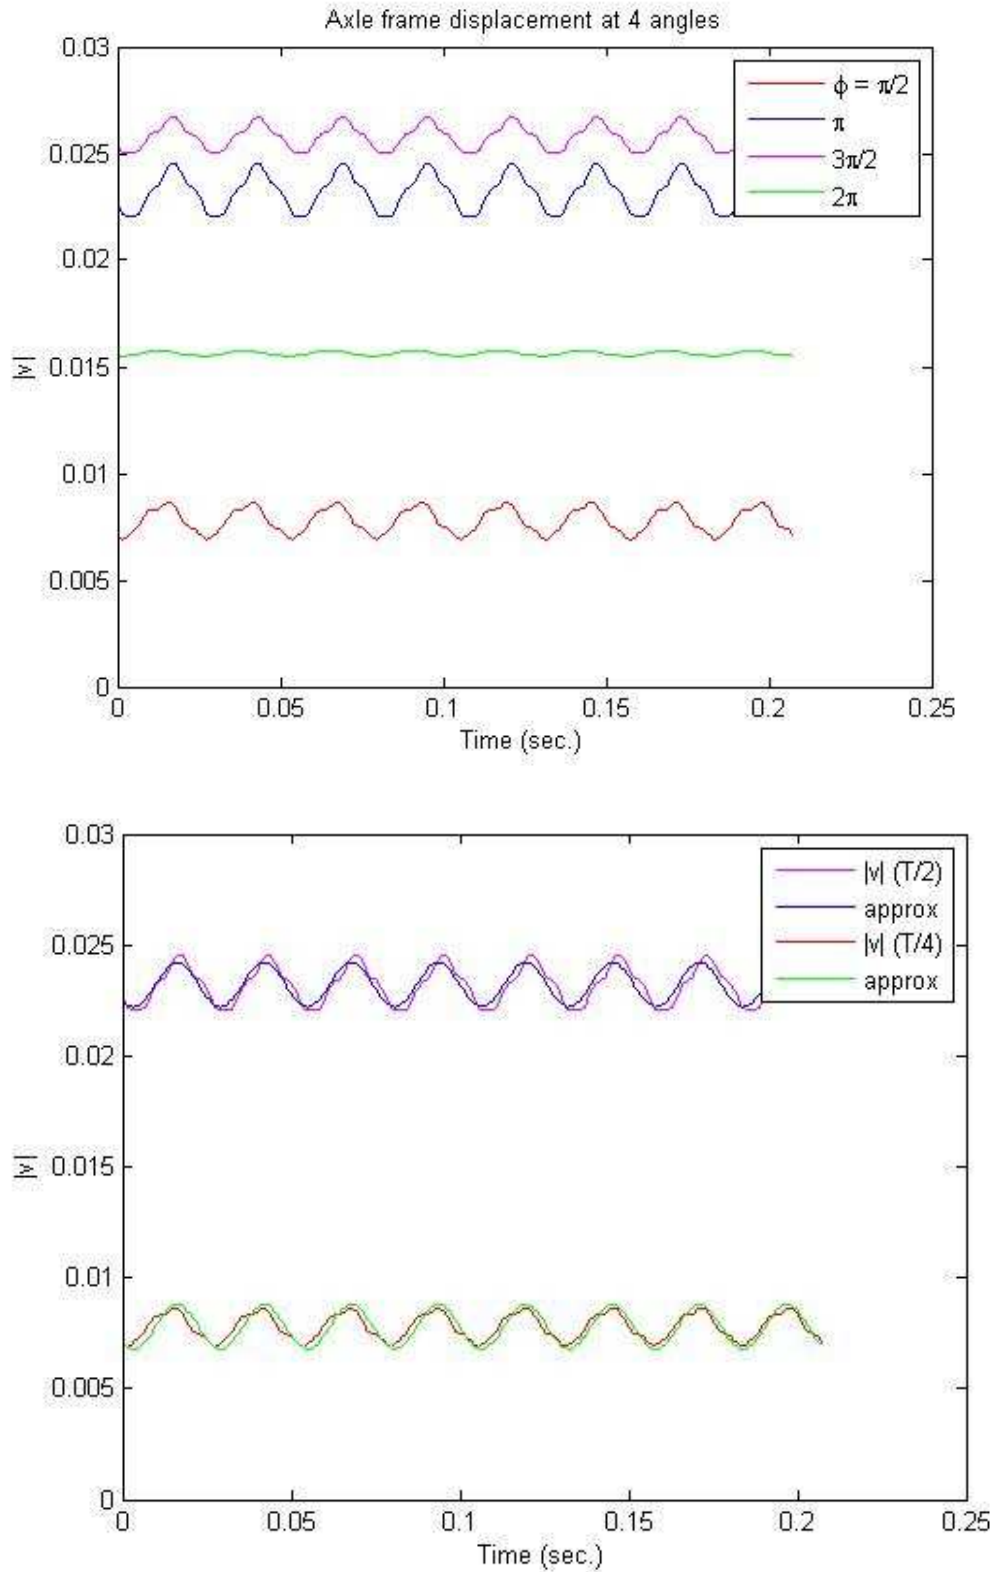 Axle frame displacement at 4 angles
0.03
0.025
0.02
0.015
0.01
0.005
0
|v|
ϕ = π/2
π
3π/2
2π
0
0.05
0.1
0.15
0.2
0.25
Time (sec.)
0.03
0.025
0.02
0.015
0.01
0.005
0
|v|
|v| (T/2)
approx
|v| (T/4)
approx
0
0.05
0.1
0.15
0.2
0.25
Time (sec.)